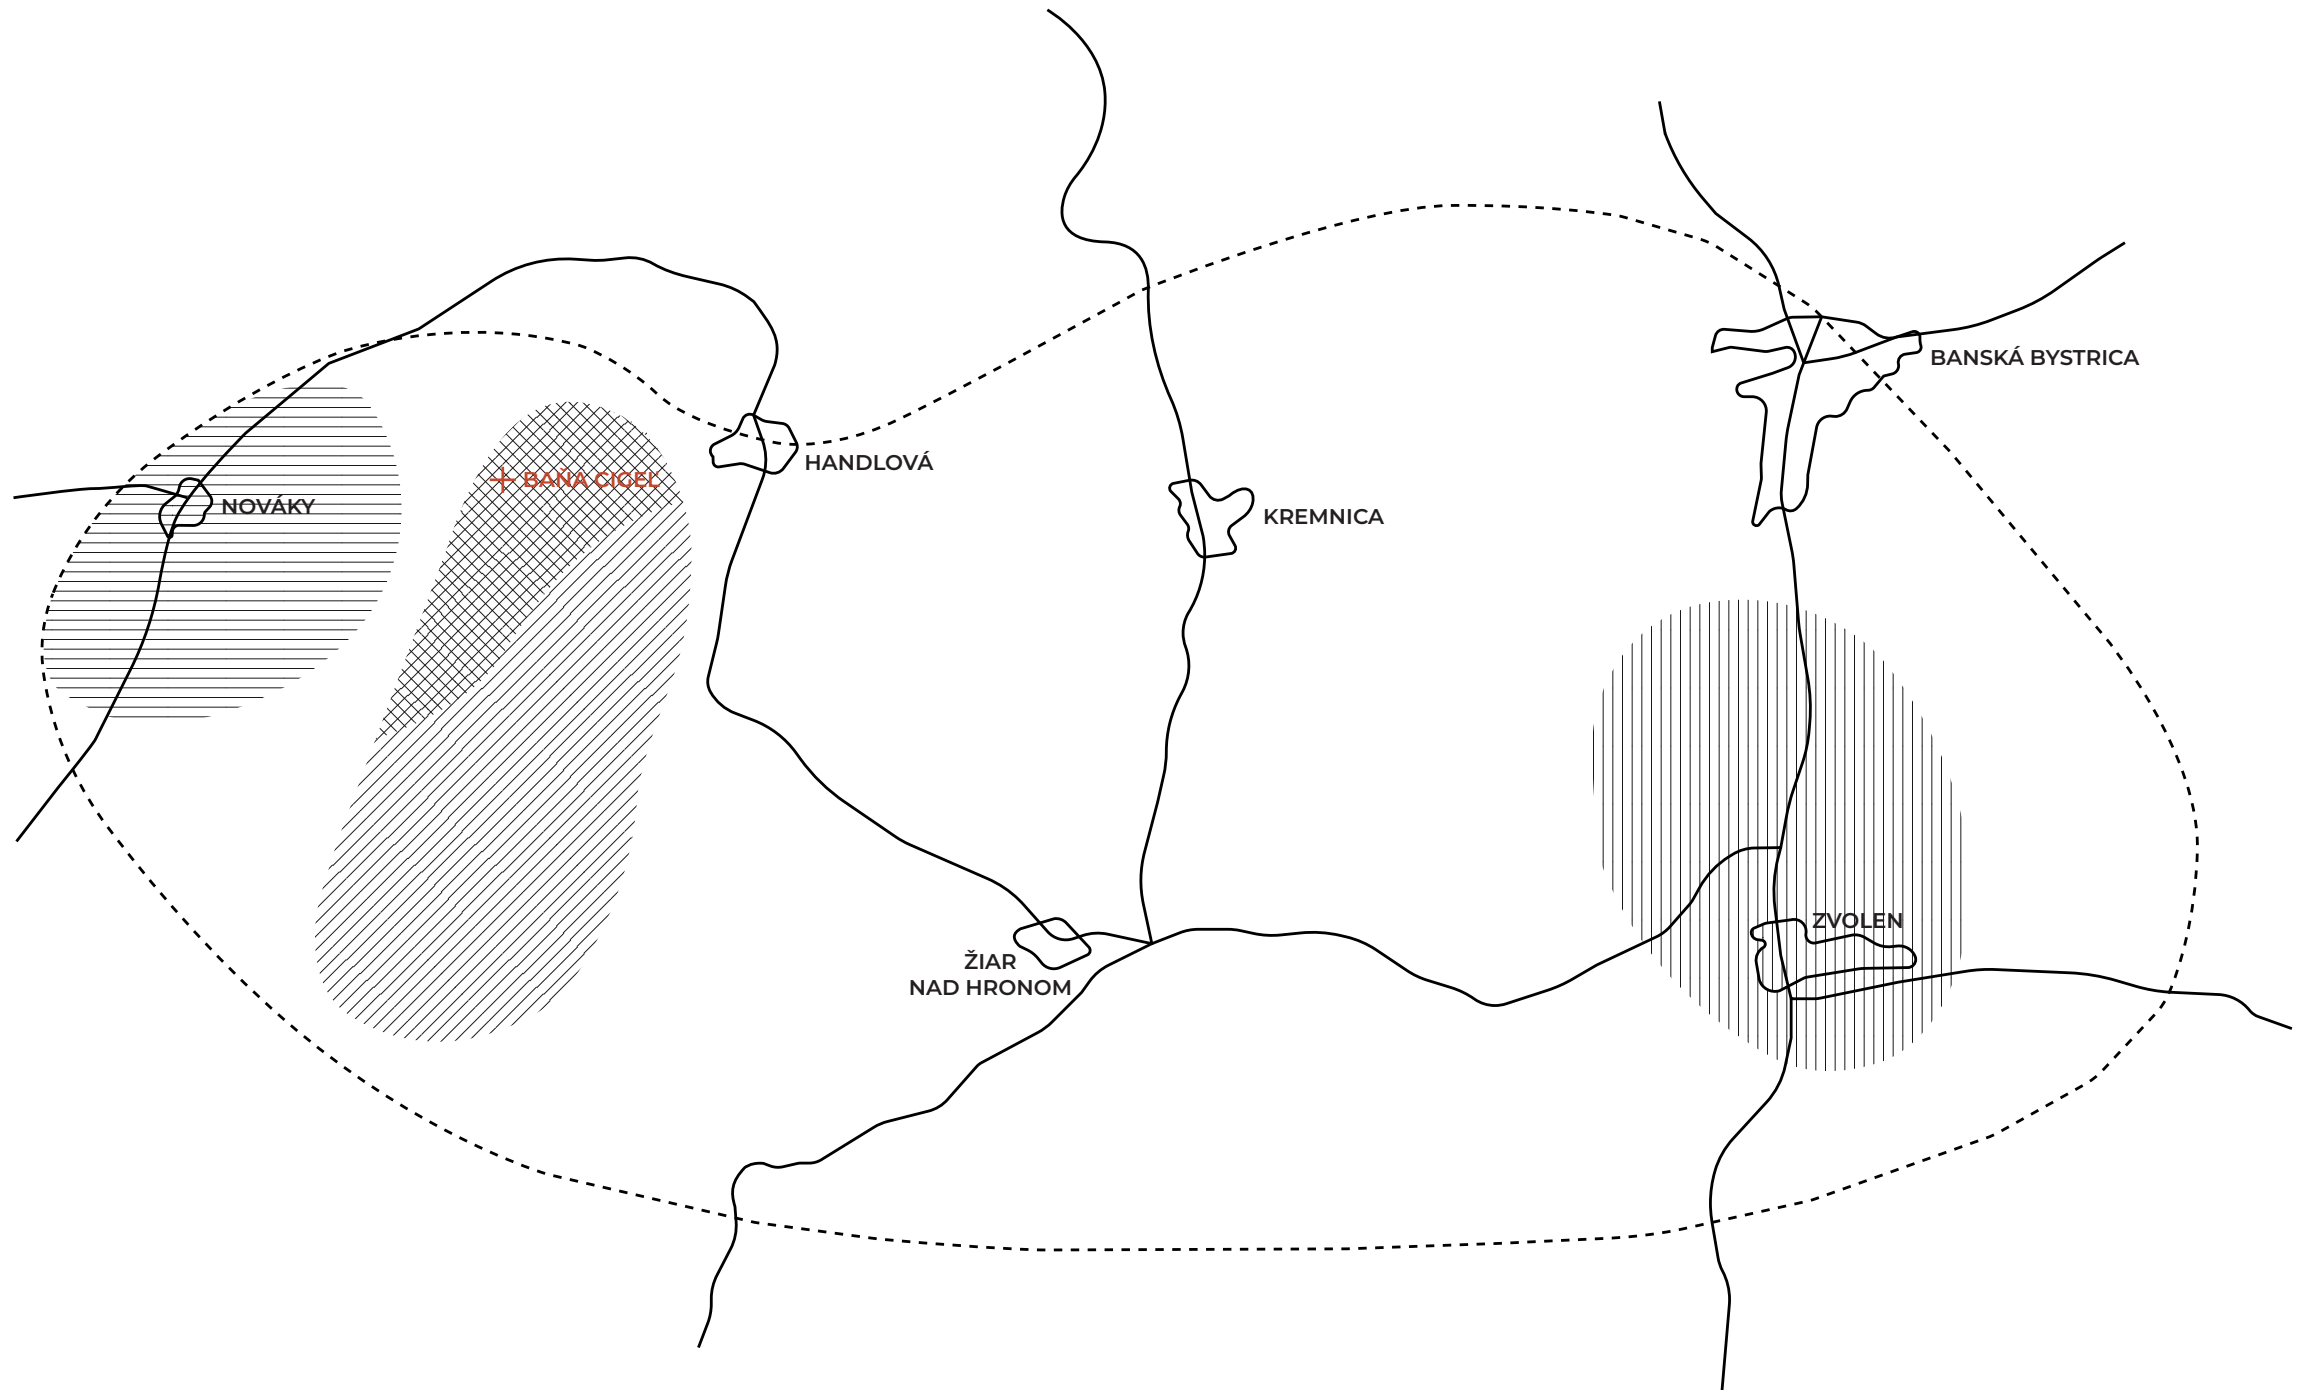 BANSKÁ BYSTRICA
HANDLOVÁ
BAŇA CIGEĽ
NOVÁKY
KREMNICA
ZVOLEN
ŽIAR
NAD HRONOM